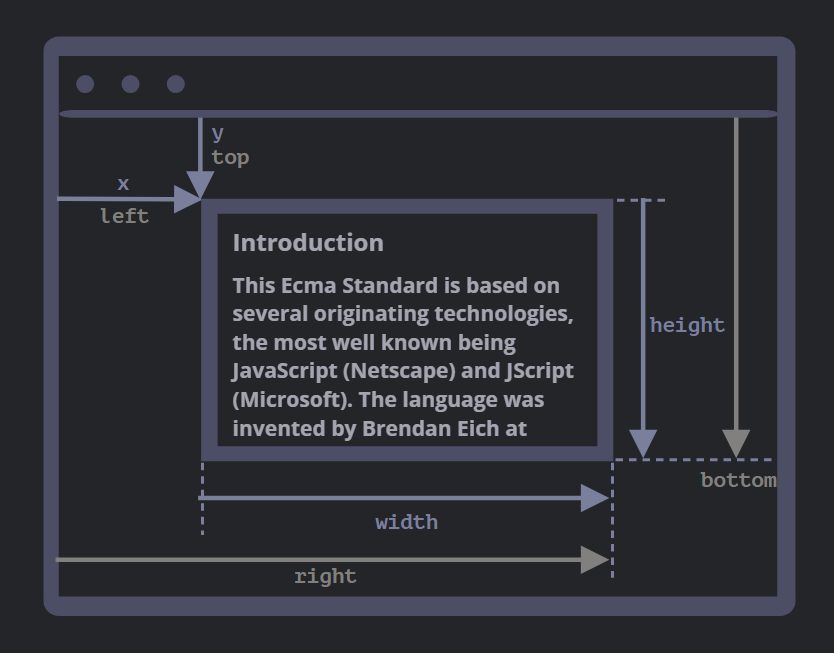 y
top
x
left
Introduction
This Ecma Standard is based on
several originating technologies,
the most well known being
JavaScript (Netscape) and JScript
(Microsoft). The language was
invented by Brendan Eich at
height
bottom
width
right